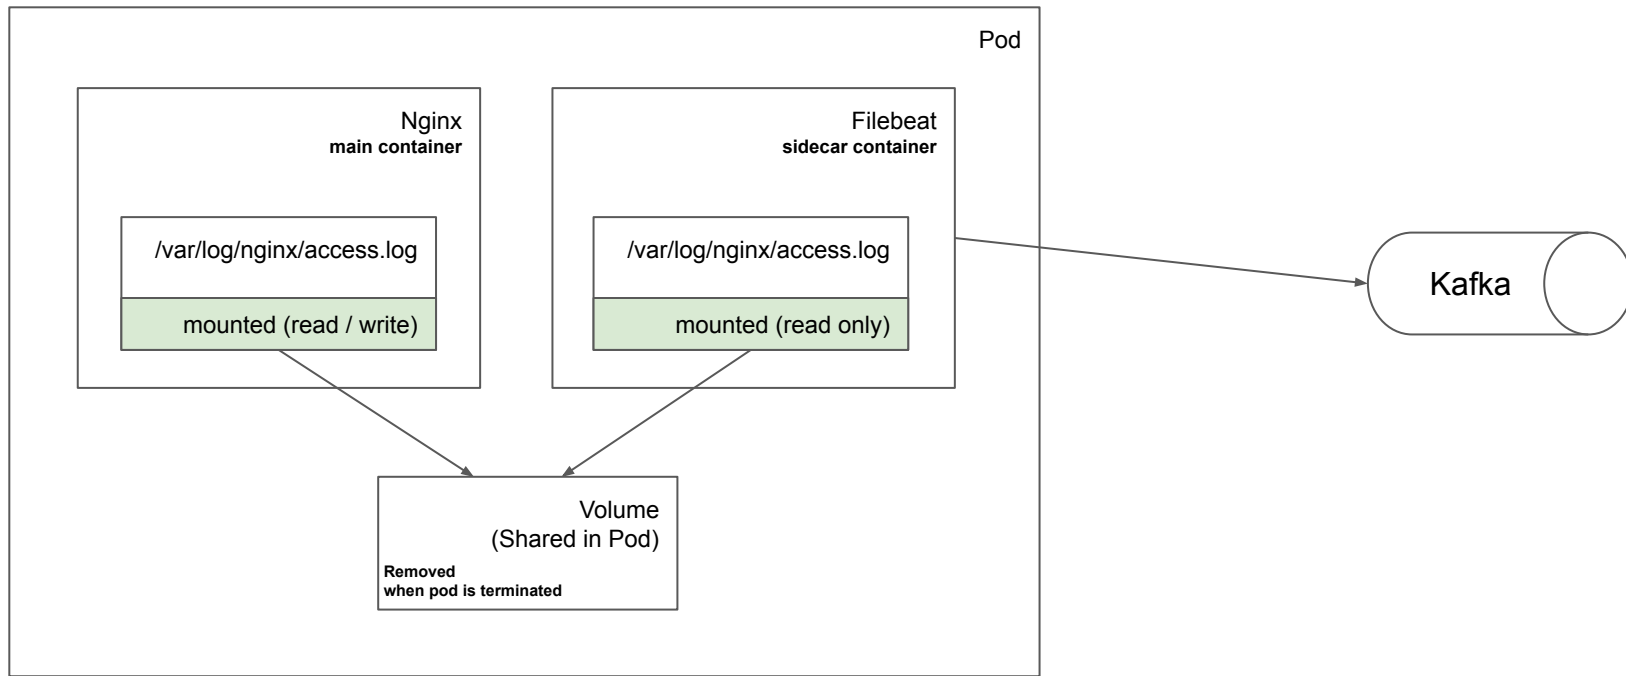 Pod
Nginx
main container
/var/log/nginx/access.log
mounted (read / write)
Filebeat
sidecar container
/var/log/nginx/access.log
mounted (read only)
Kafka
Volume
(Shared in Pod)
Removed
when pod is terminated